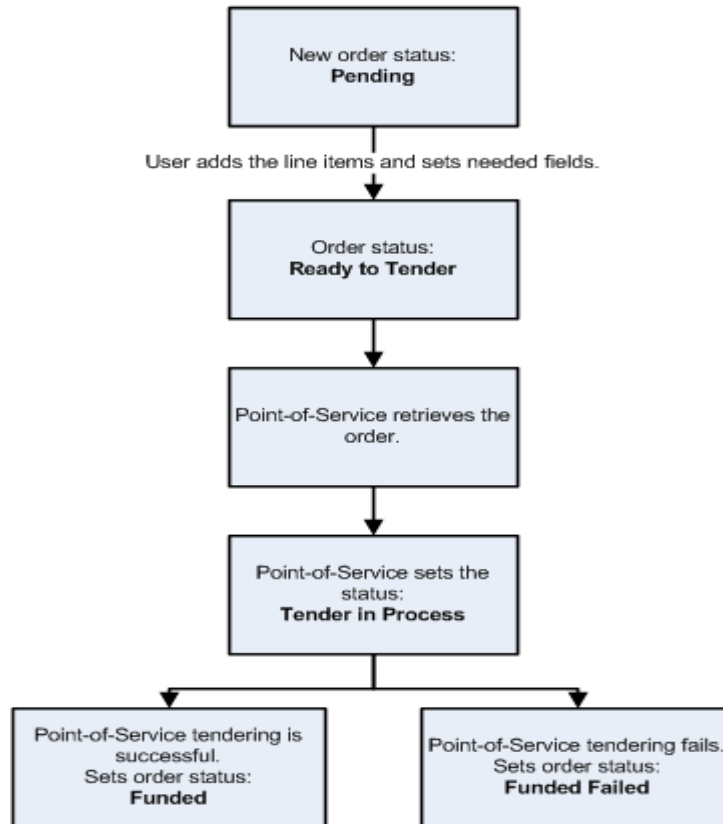 New order status:
Pending
User adds the line items and sets needed fields.
Order status:
Ready to Tender
Point-of-Service retrieves the
order.
Point-of-Service sets the
status:
Tender in Process
Point-of-Service tendering is
successful.
Sets order status:
Funded
Point-of-Service tendering fails.
Sets order status:
Funded Failed